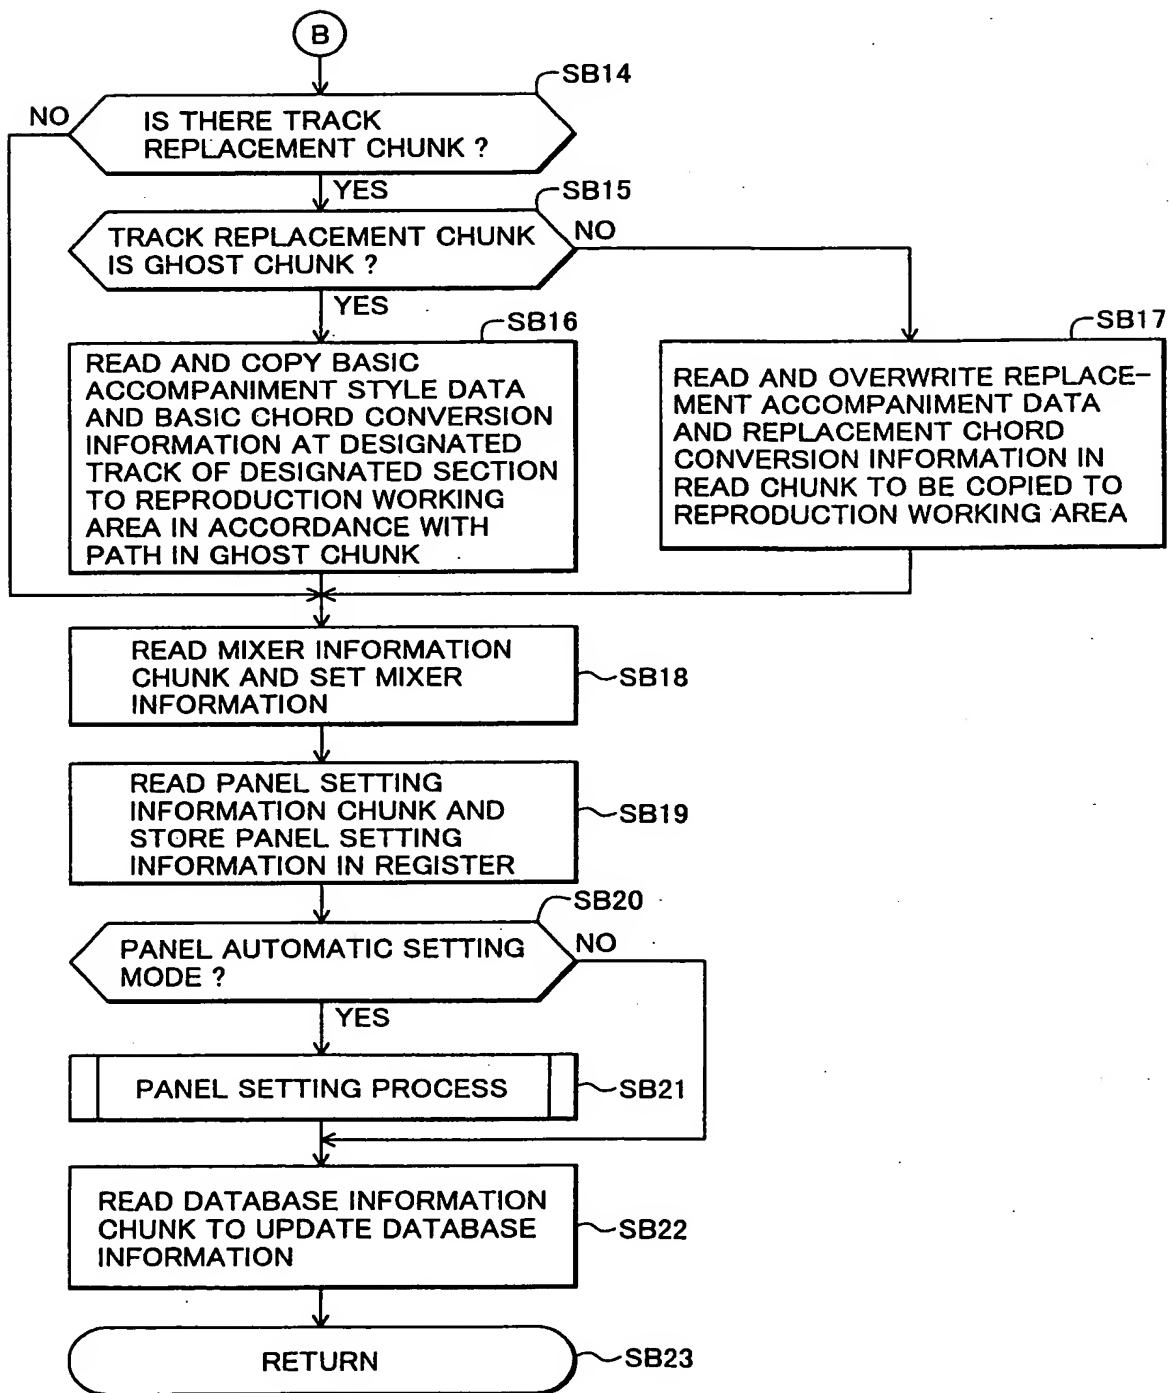 B
SB14
NO
IS THERE TRACK
REPLACEMENT CHUNK ?
YES
SB15
TRACK REPLACEMENT CHUNK
IS GHOST CHUNK ?
NO
YES
SB16
READ AND COPY BASIC
ACCOMPANIMENT STYLE DATA
AND BASIC CHORD CONVERSION
INFORMATION AT DESIGNATED
TRACK OF DESIGNATED SECTION
TO REPRODUCTION WORKING
AREA IN ACCORDANCE WITH
PATH IN GHOST CHUNK
SB17
READ AND OVERWRITE REPLACE-
MENT ACCOMPANIMENT DATA
AND REPLACEMENT CHORD
CONVERSION INFORMATION IN
READ CHUNK TO BE COPIED TO
REPRODUCTION WORKING AREA
READ MIXER INFORMATION
CHUNK AND SET MIXER
INFORMATION
SB18
READ PANEL SETTING
INFORMATION CHUNK AND
STORE PANEL SETTING
INFORMATION IN REGISTER
SB19
SB20
PANEL AUTOMATIC SETTING
MODE ?
NO
YES
PANEL SETTING PROCESS
SB21
READ DATABASE INFORMATION
CHUNK TO UPDATE DATABASE
INFORMATION
SB22
RETURN
SB23